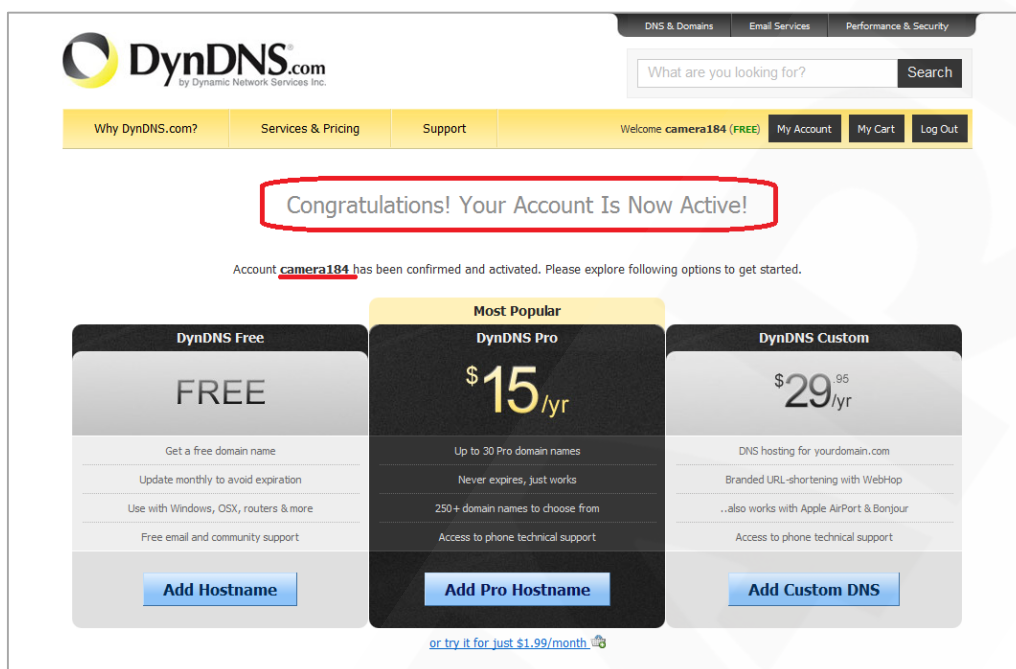 DNS & Domains Email Services Performance & Security
DynDNS.com
by Dynamic Network Services Inc.
What are you looking for? Search
Why DynDNS.com? Services & Pricing Support Welcome camera184 (FREE) My Account My Cart Log Out
Congratulations! Your Account Is Now Active!
Account camera184 has been confirmed and activated. Please explore following options to get started.
Most Popular
DynDNS Free DynDNS Pro DynDNS Custom
FREE $15/yr $29.95/yr
Get a free domain name Up to 30 Pro domain names DNS hosting for yourdomain.com
Update monthly to avoid expiration Never expires, just works Branded URL-shortening with WebHop
Use with Windows, OSX, routers & more 250+ domain names to choose from ..also works with Apple AirPort & Bonjour
Free email and community support Access to phone technical support Access to phone technical support
Add Hostname Add Pro Hostname Add Custom DNS
or try it for just $1.99/month